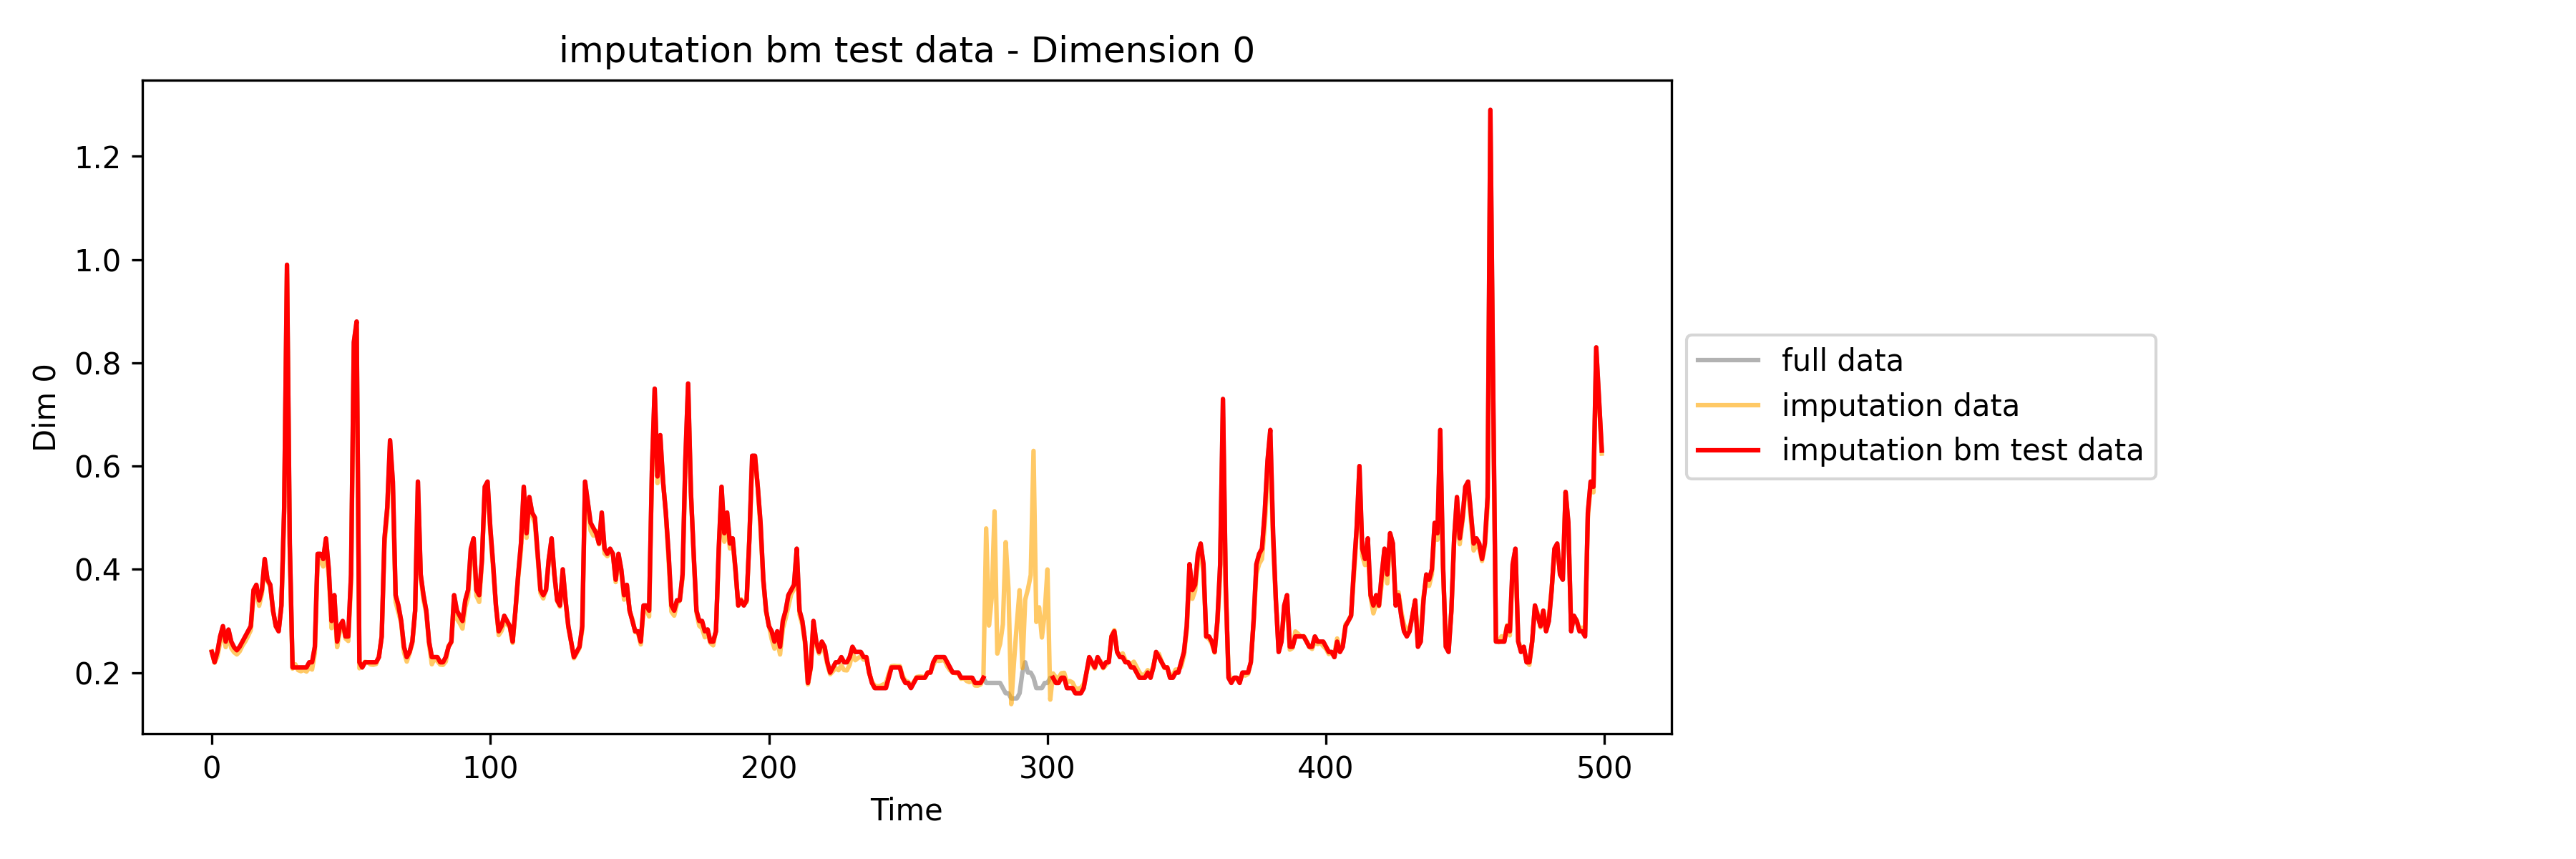 imputation bm test data - Dimension 0
Dim 0
1.2
1.0
0.8
0.6
0.4
0.2
0 100 200 300 400 500
Time
full data
imputation data
imputation bm test data